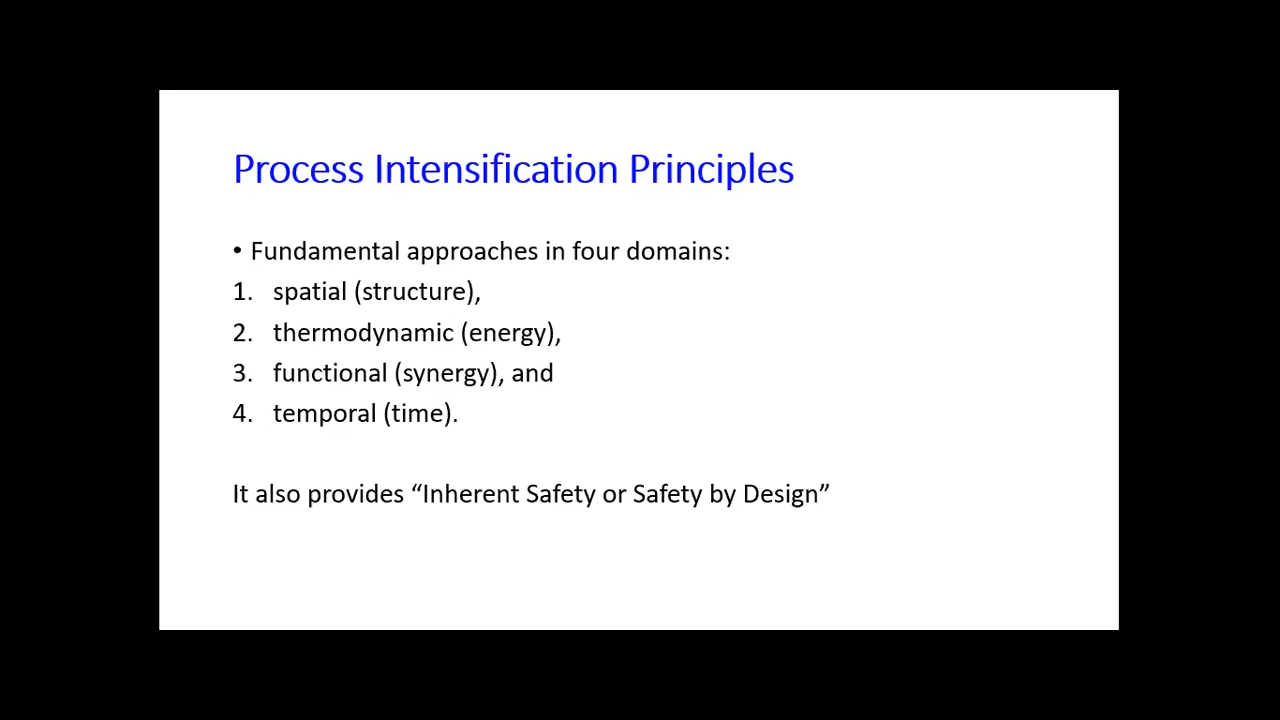 Process Intensification Principles
• Fundamental approaches in four domains:
1. spatial (structure),
2. thermodynamic (energy),
3. functional (synergy), and
4. temporal (time).
It also provides “Inherent Safety or Safety by Design”